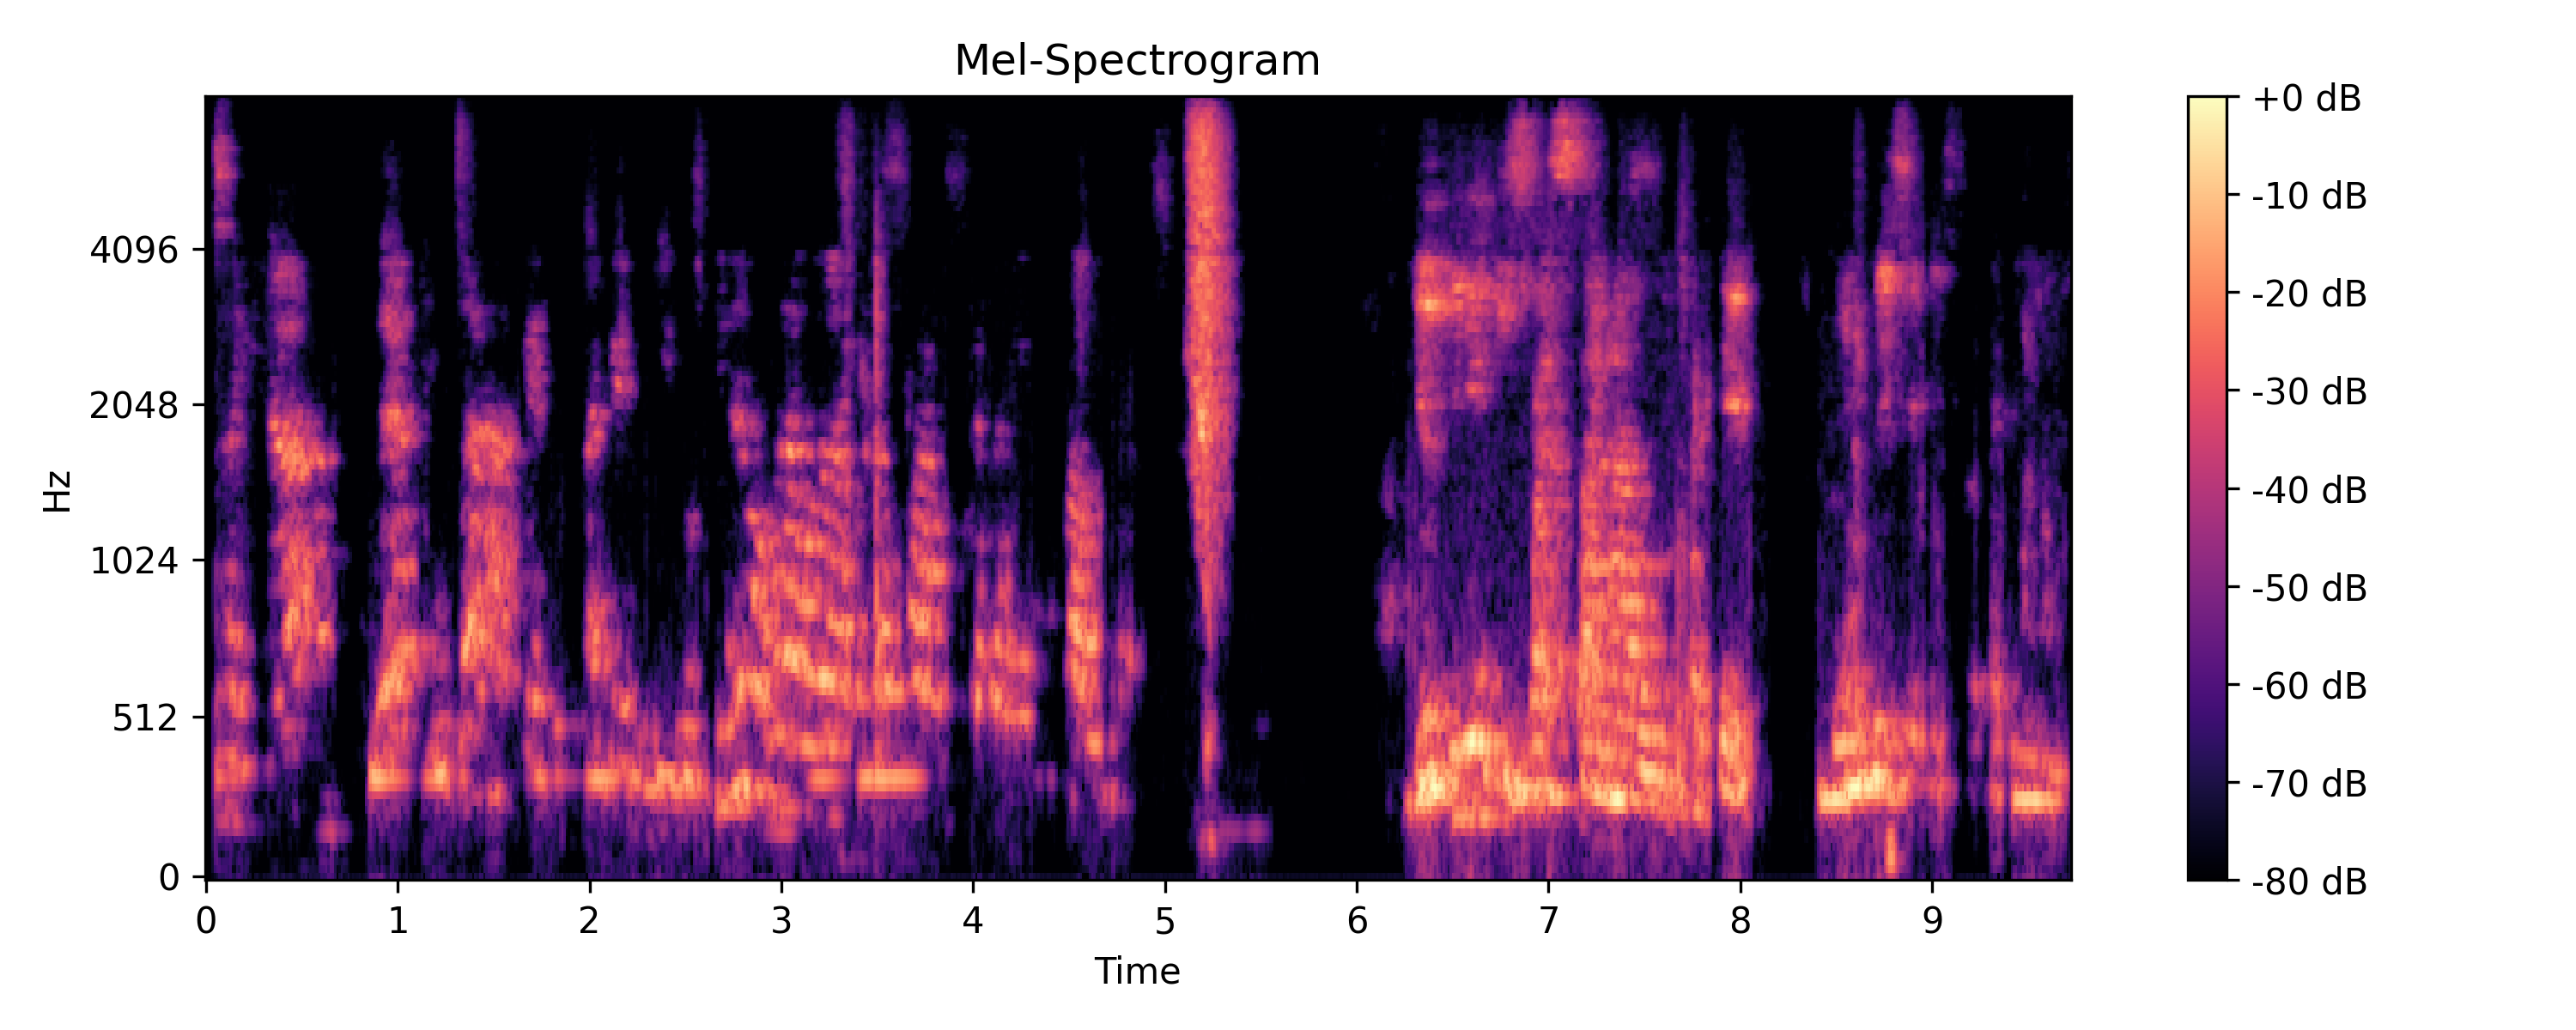 Mel-Spectrogram
+0 dB
-10 dB
-20 dB
-30 dB
-40 dB
-50 dB
-60 dB
-70 dB
-80 dB
Hz
4096
2048
1024
512
0
0 1 2 3 4 5 6 7 8 9
Time